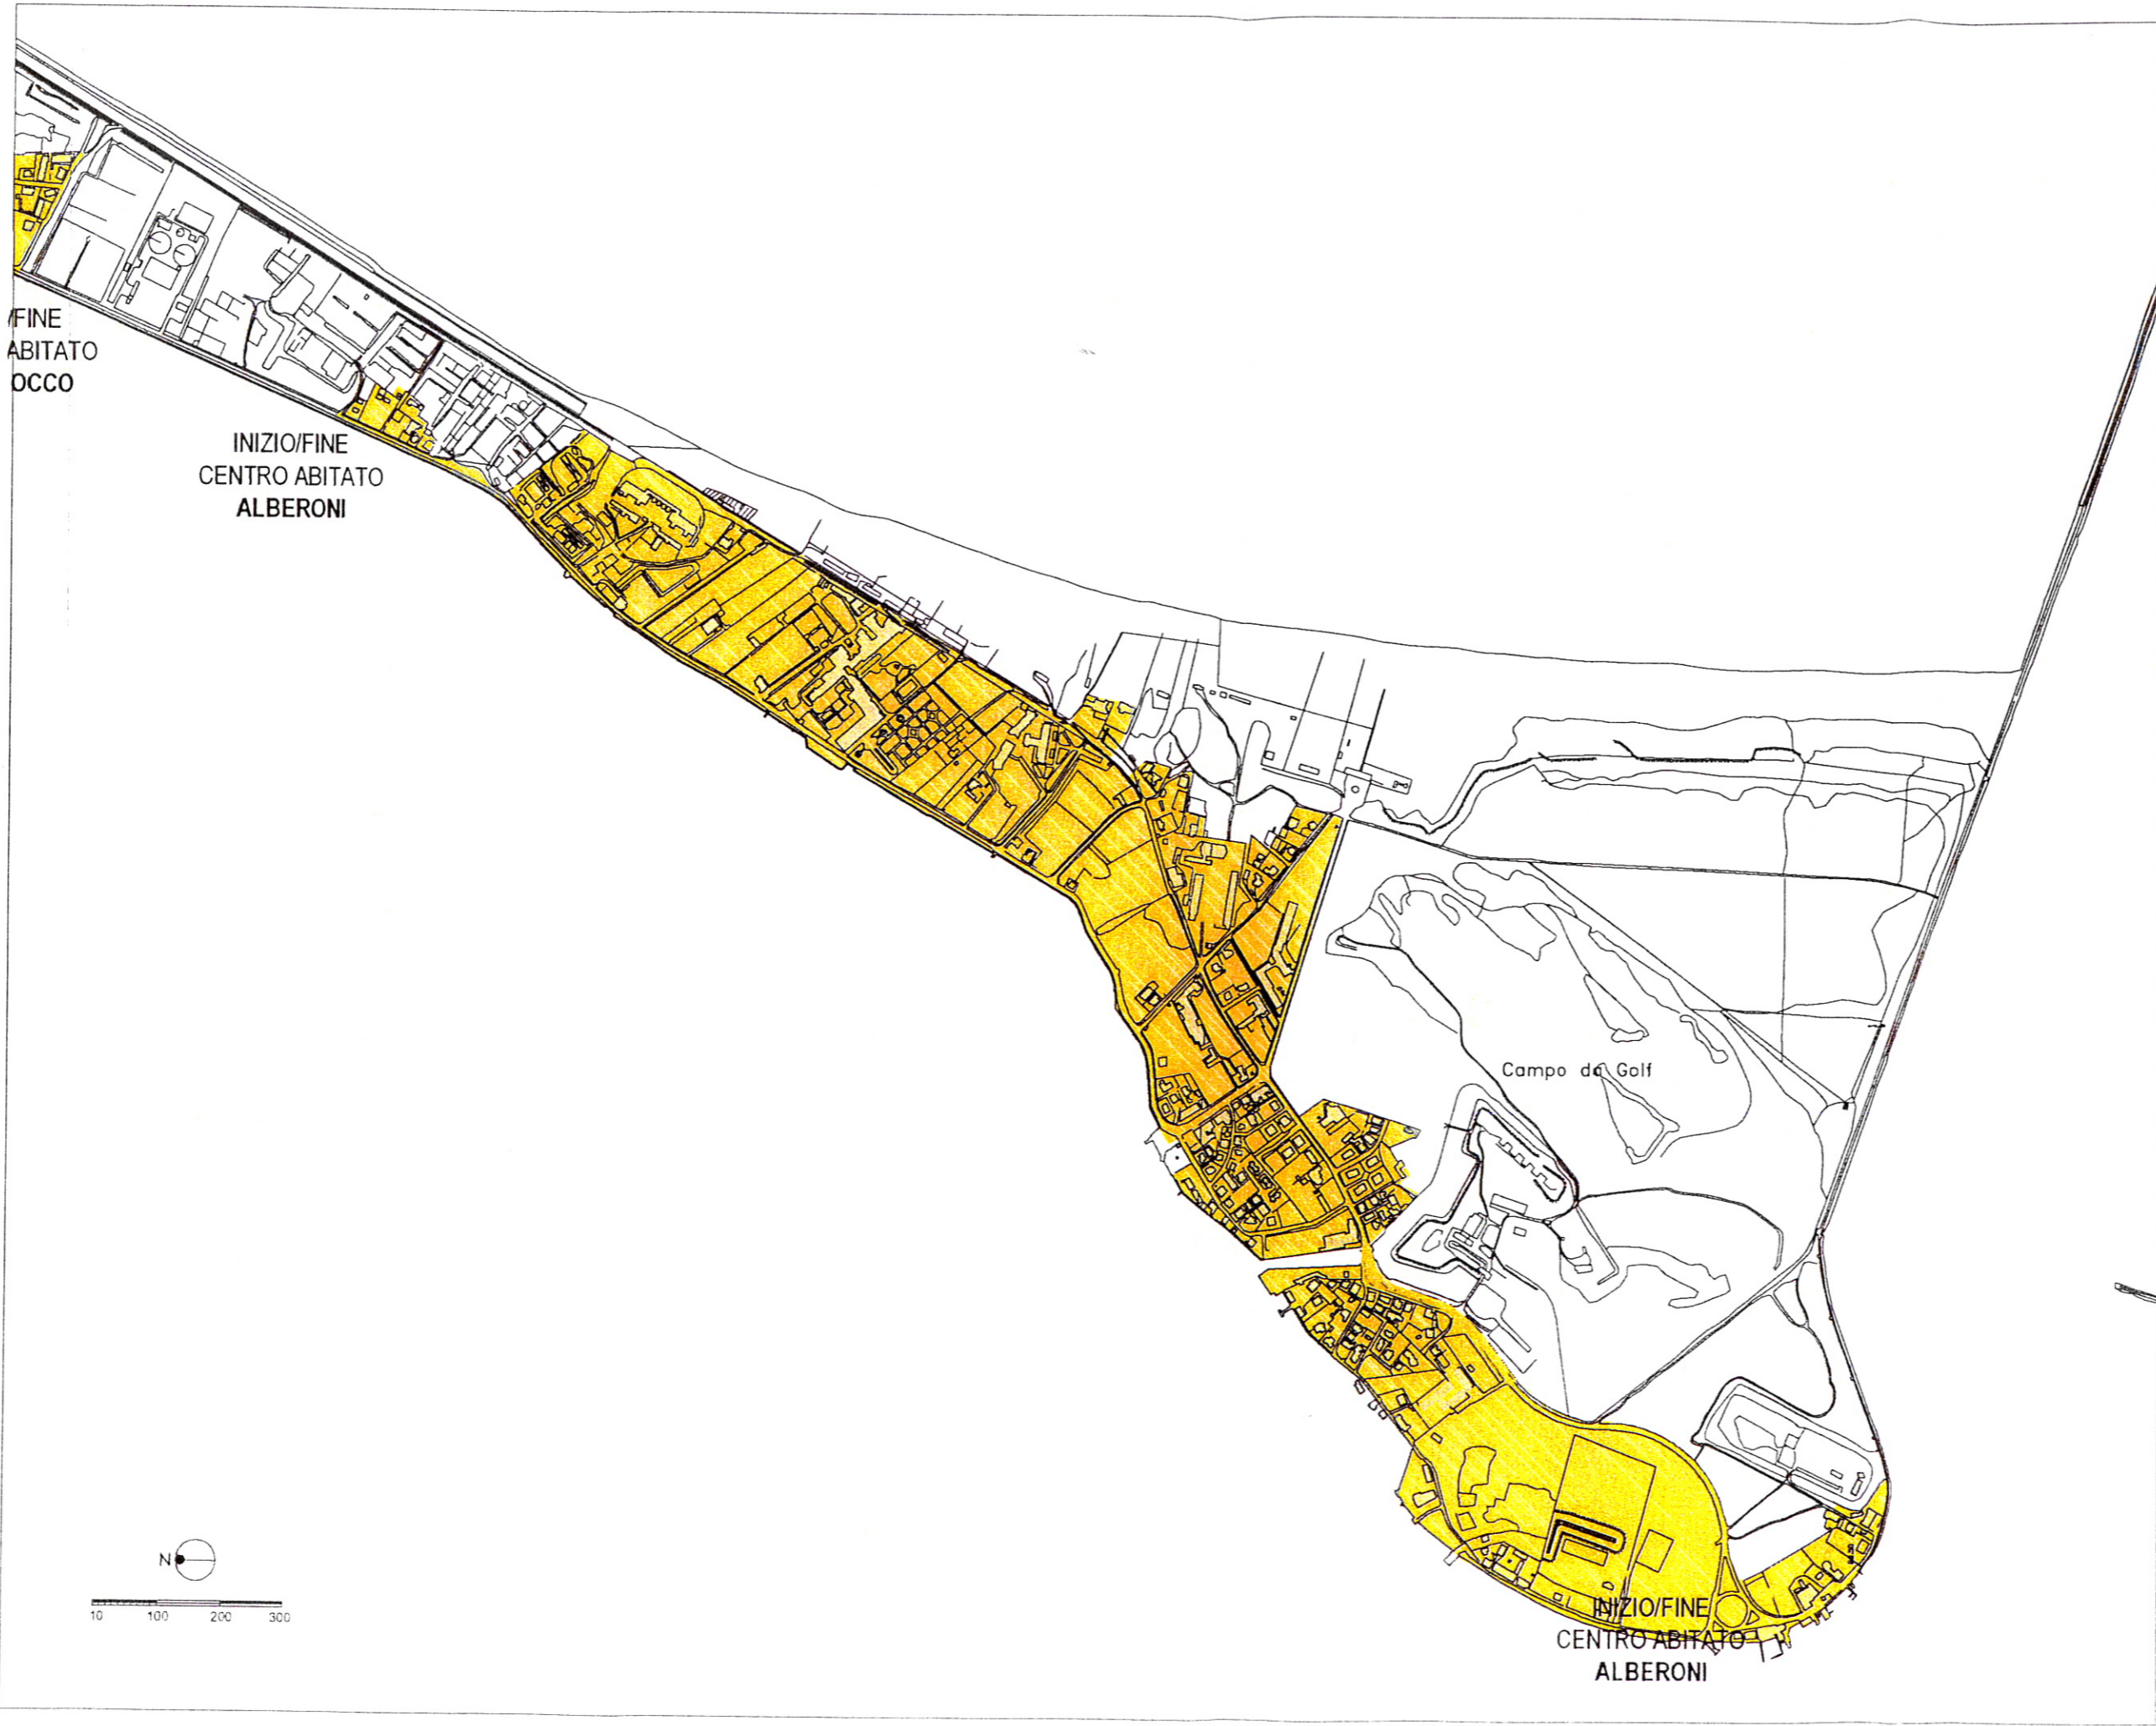 /FINE
ABITATO
OCCO
INIZIO/FINE
CENTRO ABITATO
ALBERONI
Campo da Golf
N
10 100 200 300
INIZIO/FINE
CENTRO ABITATO
ALBERONI